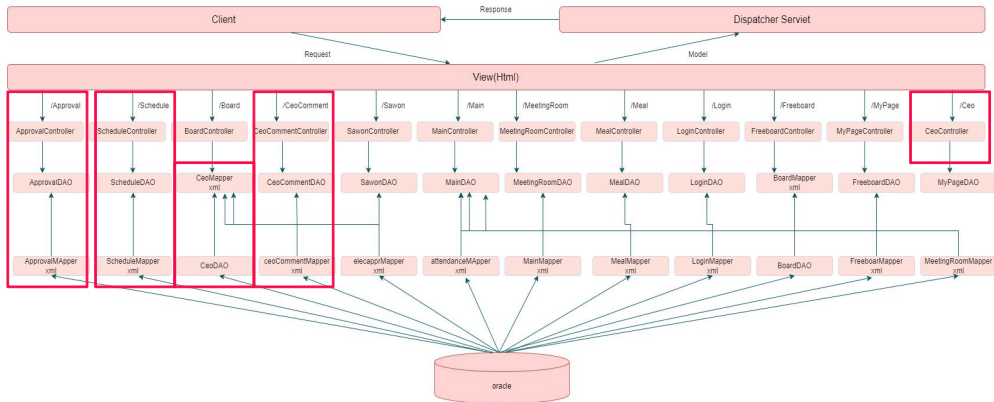 Client
Response
Dispatcher Servlet
Request
Model
View(Html)
/Approval
/Schedule
/Board
/CeoComment
/Sawon
/Main
/MeetingRoom
/Meal
/Login
/Freeboard
/MyPage
/Ceo
ApprovalController
ScheduleController
BoardController
CeoCommentController
SawonController
MainController
MeetingRoomController
MealController
LoginController
FreeboardController
MyPageController
CeoController
ApprovalDAO
ScheduleDAO
CeoMapper
xml
CeoCommentDAO
SawonDAO
MainDAO
MeetingRoomDAO
MealDAO
LoginDAO
BoardMapper
xml
FreeboardDAO
MyPageDAO
ApprovalMApper
xml
ScheduleMapper
xml
CeoDAO
ceoCommentMapper
xml
elecapprMapper
xml
attendanceMApper
xml
MainMapper
xml
MealMapper
xml
LoginMapper
xml
BoardDAO
FreeboarMapper
xml
MeetingRoomMapper
xml
oracle